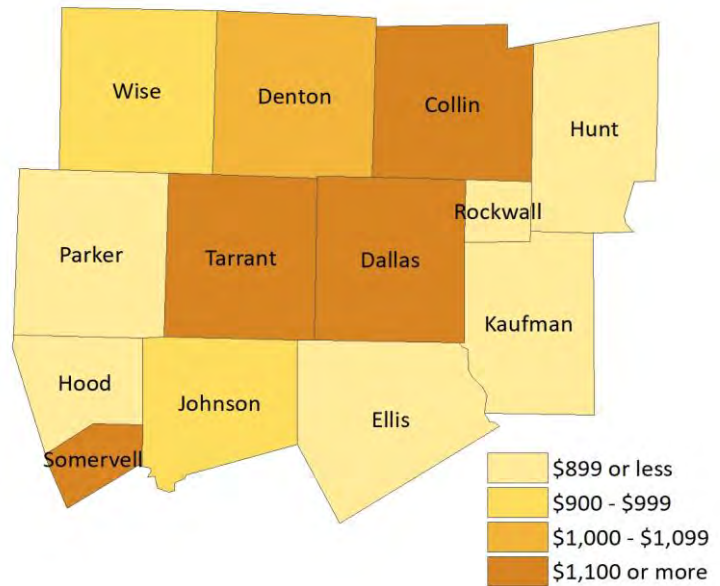 Wise
Denton
Collin
Hunt
Rockwall
Parker
Tarrant
Dallas
Kaufman
Hood
Johnson
Ellis
Somervell
$899 or less
$900 - $999
$1,000 - $1,099
$1,100 or more